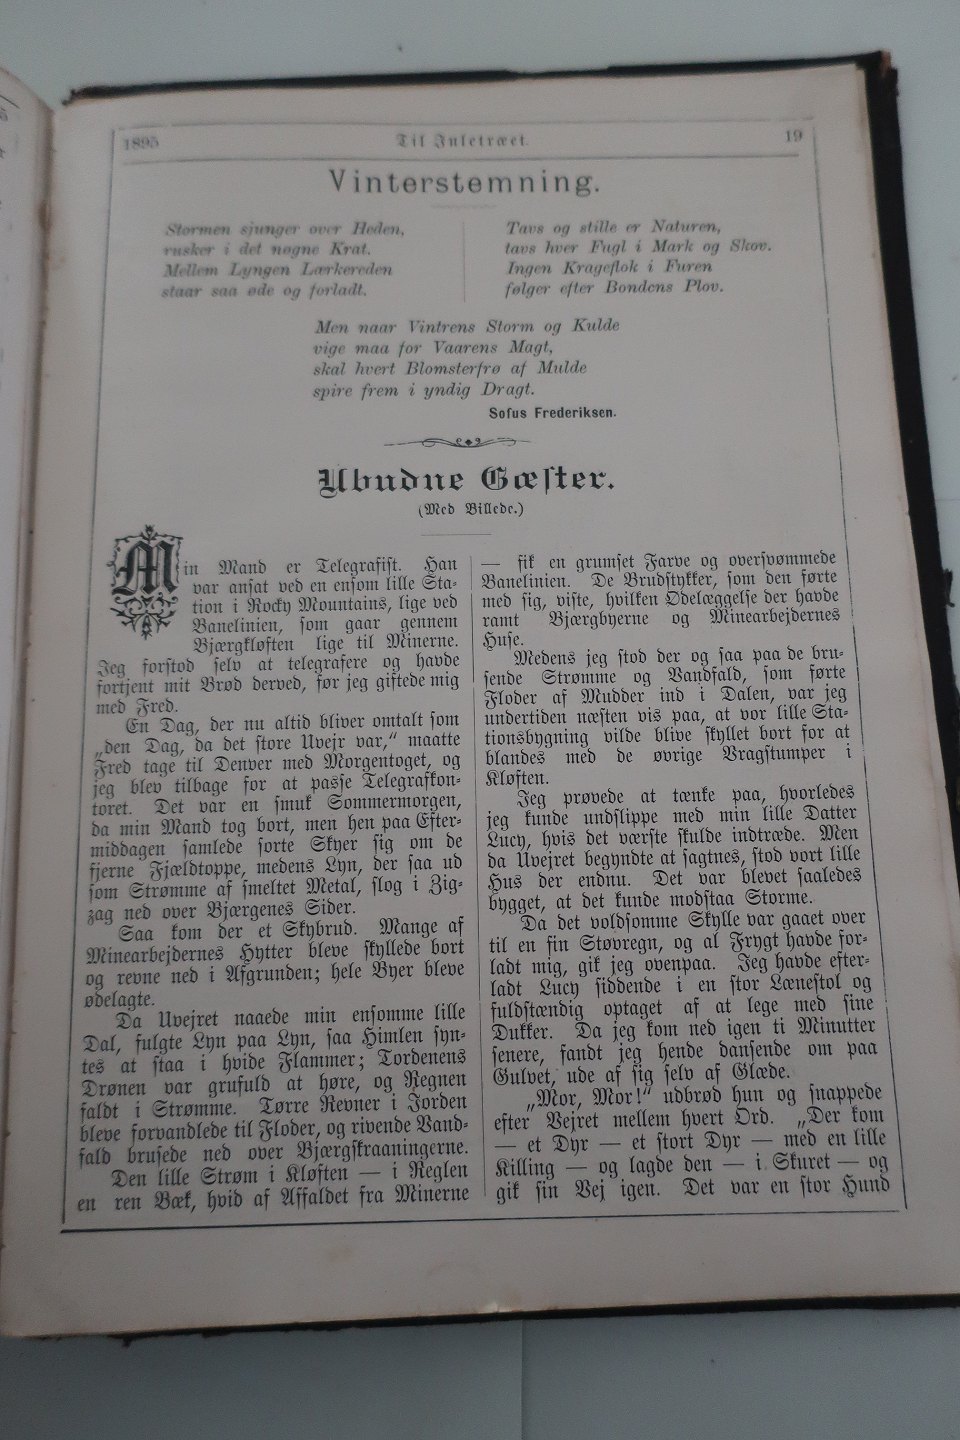 1895
Til Juletræet.
19
Vinterstemning.
Stormen sjunger over Heden,
rusker i det nøgne Krat.
Mellem Lyngen Lærkereden
staar saa øde og forladt.
Tavs og stille er Naturen,
tavs hver Fugl i Mark og Skov.
Ingen Krageflok i Furen
følger efter Bondens Plov.
Men naar Vintrens Storm og Kulde
vige maa for Vaarens Magt,
skal hvert Blomsterfrø af Mulde
spire frem i yndig Dragt.
Sofus Frederiksen.
Ubudne Gæster.
(Med Billede.)
Min Mand er Telegrafist. Han
var ansat ved en ensom lille Sta-
tion i Rocky Mountains, lige ved
Banelinien, som gaar gennem
Bjærgkløften lige til Minerne.
Jeg forstod selv at telegrafere og havde
fortjent mit Brød derved, før jeg giftede mig
med Fred.
En Dag, der nu altid bliver omtalt som
„den Dag, da det store Uvejr var,“ maatte
Fred tage til Denver med Morgentoget, og
jeg blev tilbage for at passe Telegrafkon-
toret. Det var en smuk Sommermorgen,
da min Mand tog bort, men hen paa Efter-
middagen samlede sorte Skyer sig om de
fjerne Fjældtoppe, medens Lyn, der saa ud
som Strømme af smeltet Metal, slog i Zig-
zag ned over Bjærgenes Sider.
Saa kom der et Skybrud. Mange af
Minearbejdernes Hytter bleve skyllede bort
og revne ned i Afgrunden; hele Byer bleve
ødelagte.
Da Uvejret naaede min ensomme lille
Dal, fulgte Lyn paa Lyn, saa Himlen syn-
tes at staa i hvide Flammer; Tordenens
Drønen var grufuld at høre, og Regnen
faldt i Strømme. Tørre Revner i Jorden
bleve forvandlede til Floder, og rivende Vand-
fald brusede ned over Bjærgskraaningerne.
Den lille Strøm i Kløften — i Reglen
en ren Bæk, hvid af Affaldet fra Minerne
— fik en grumset Farve og oversvømmede
Banelinien. De Brudstykker, som den førte
med sig, viste, hvilken Ødelæggelse der havde
ramt Bjærgbyerne og Minearbejdernes
Huse.
Medens jeg stod der og saa paa de bru-
sende Strømme og Vandfald, som førte
Floder af Mudder ind i Dalen, var jeg
undertiden næsten vis paa, at vor lille Sta-
tionsbygning vilde blive skyllet bort for at
blandes med de øvrige Vragstumper i
Kløften.
Jeg prøvede at tænke paa, hvorledes
jeg kunde undslippe med min lille Datter
Lucy, hvis det værste skulde indtræde. Men
da Uvejret begyndte at sagtnes, stod vort lille
Hus der endnu. Det var blevet saaledes
bygget, at det kunde modstaa Storme.
Da det voldsomme Skylle var gaaet over
til en fin Støvregn, og al Frygt havde for-
ladt mig, gik jeg ovenpaa. Jeg havde efter-
ladt Lucy siddende i en stor Lænestol og
fuldstændig optaget af at lege med sine
Dukker. Da jeg kom ned igen ti Minutter
senere, fandt jeg hende dansende om paa
Gulvet, ude af sig selv af Glæde.
„Mor, Mor!“ udbrød hun og snappede
efter Vejret mellem hvert Ord. „Der kom
— et Dyr — et stort Dyr — med en lille
Killing — og lagde den — i Skuret — og
gik sin Vej igen. Det var en stor Hund